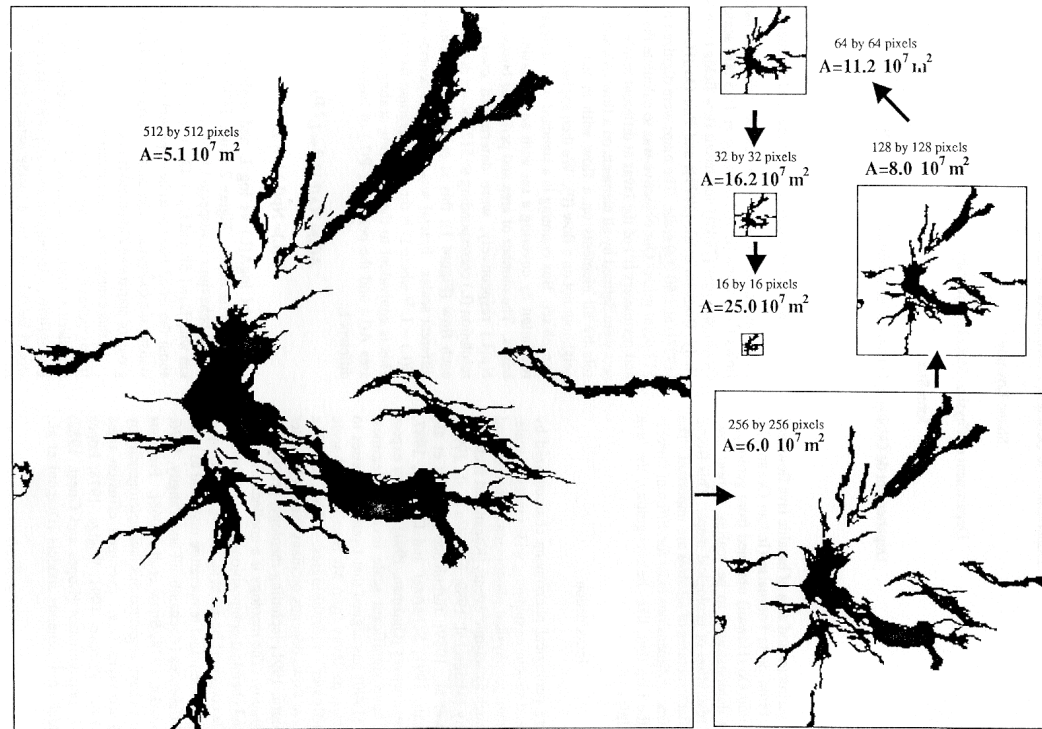 512 by 512 pixels
A=5.1 10⁷ m²
256 by 256 pixels
A=6.0 10⁷ m²
128 by 128 pixels
A=8.0 10⁷ m²
64 by 64 pixels
A=11.2 10⁷ m²
32 by 32 pixels
A=16.2 10⁷ m²
16 by 16 pixels
A=25.0 10⁷ m²